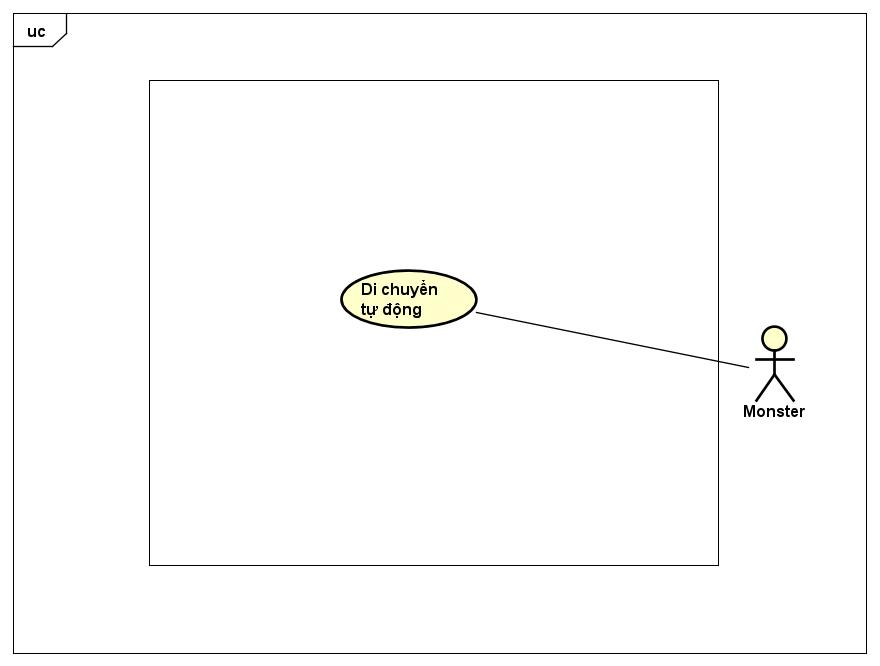 uc
Di chuyển
tự động
Monster